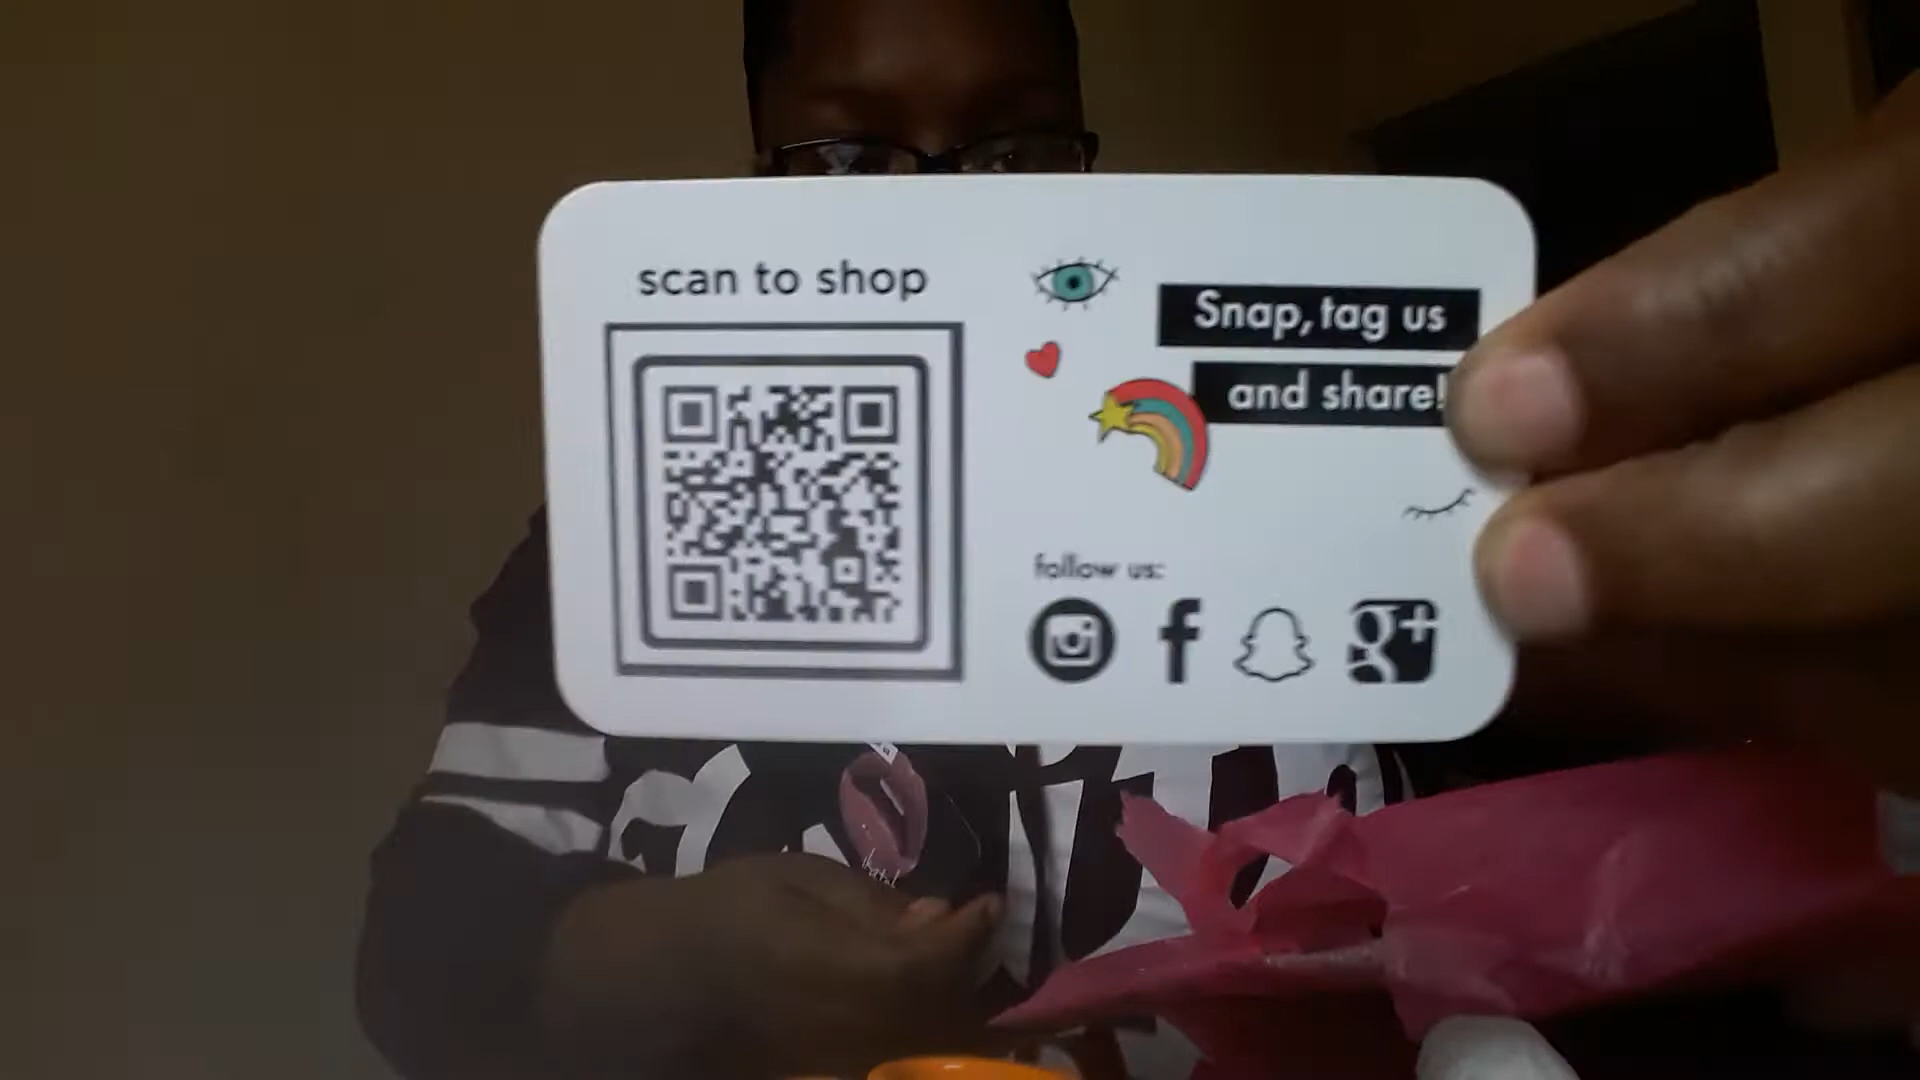 scan to shop
Snap, tag us
and share!
follow us:
f
g+